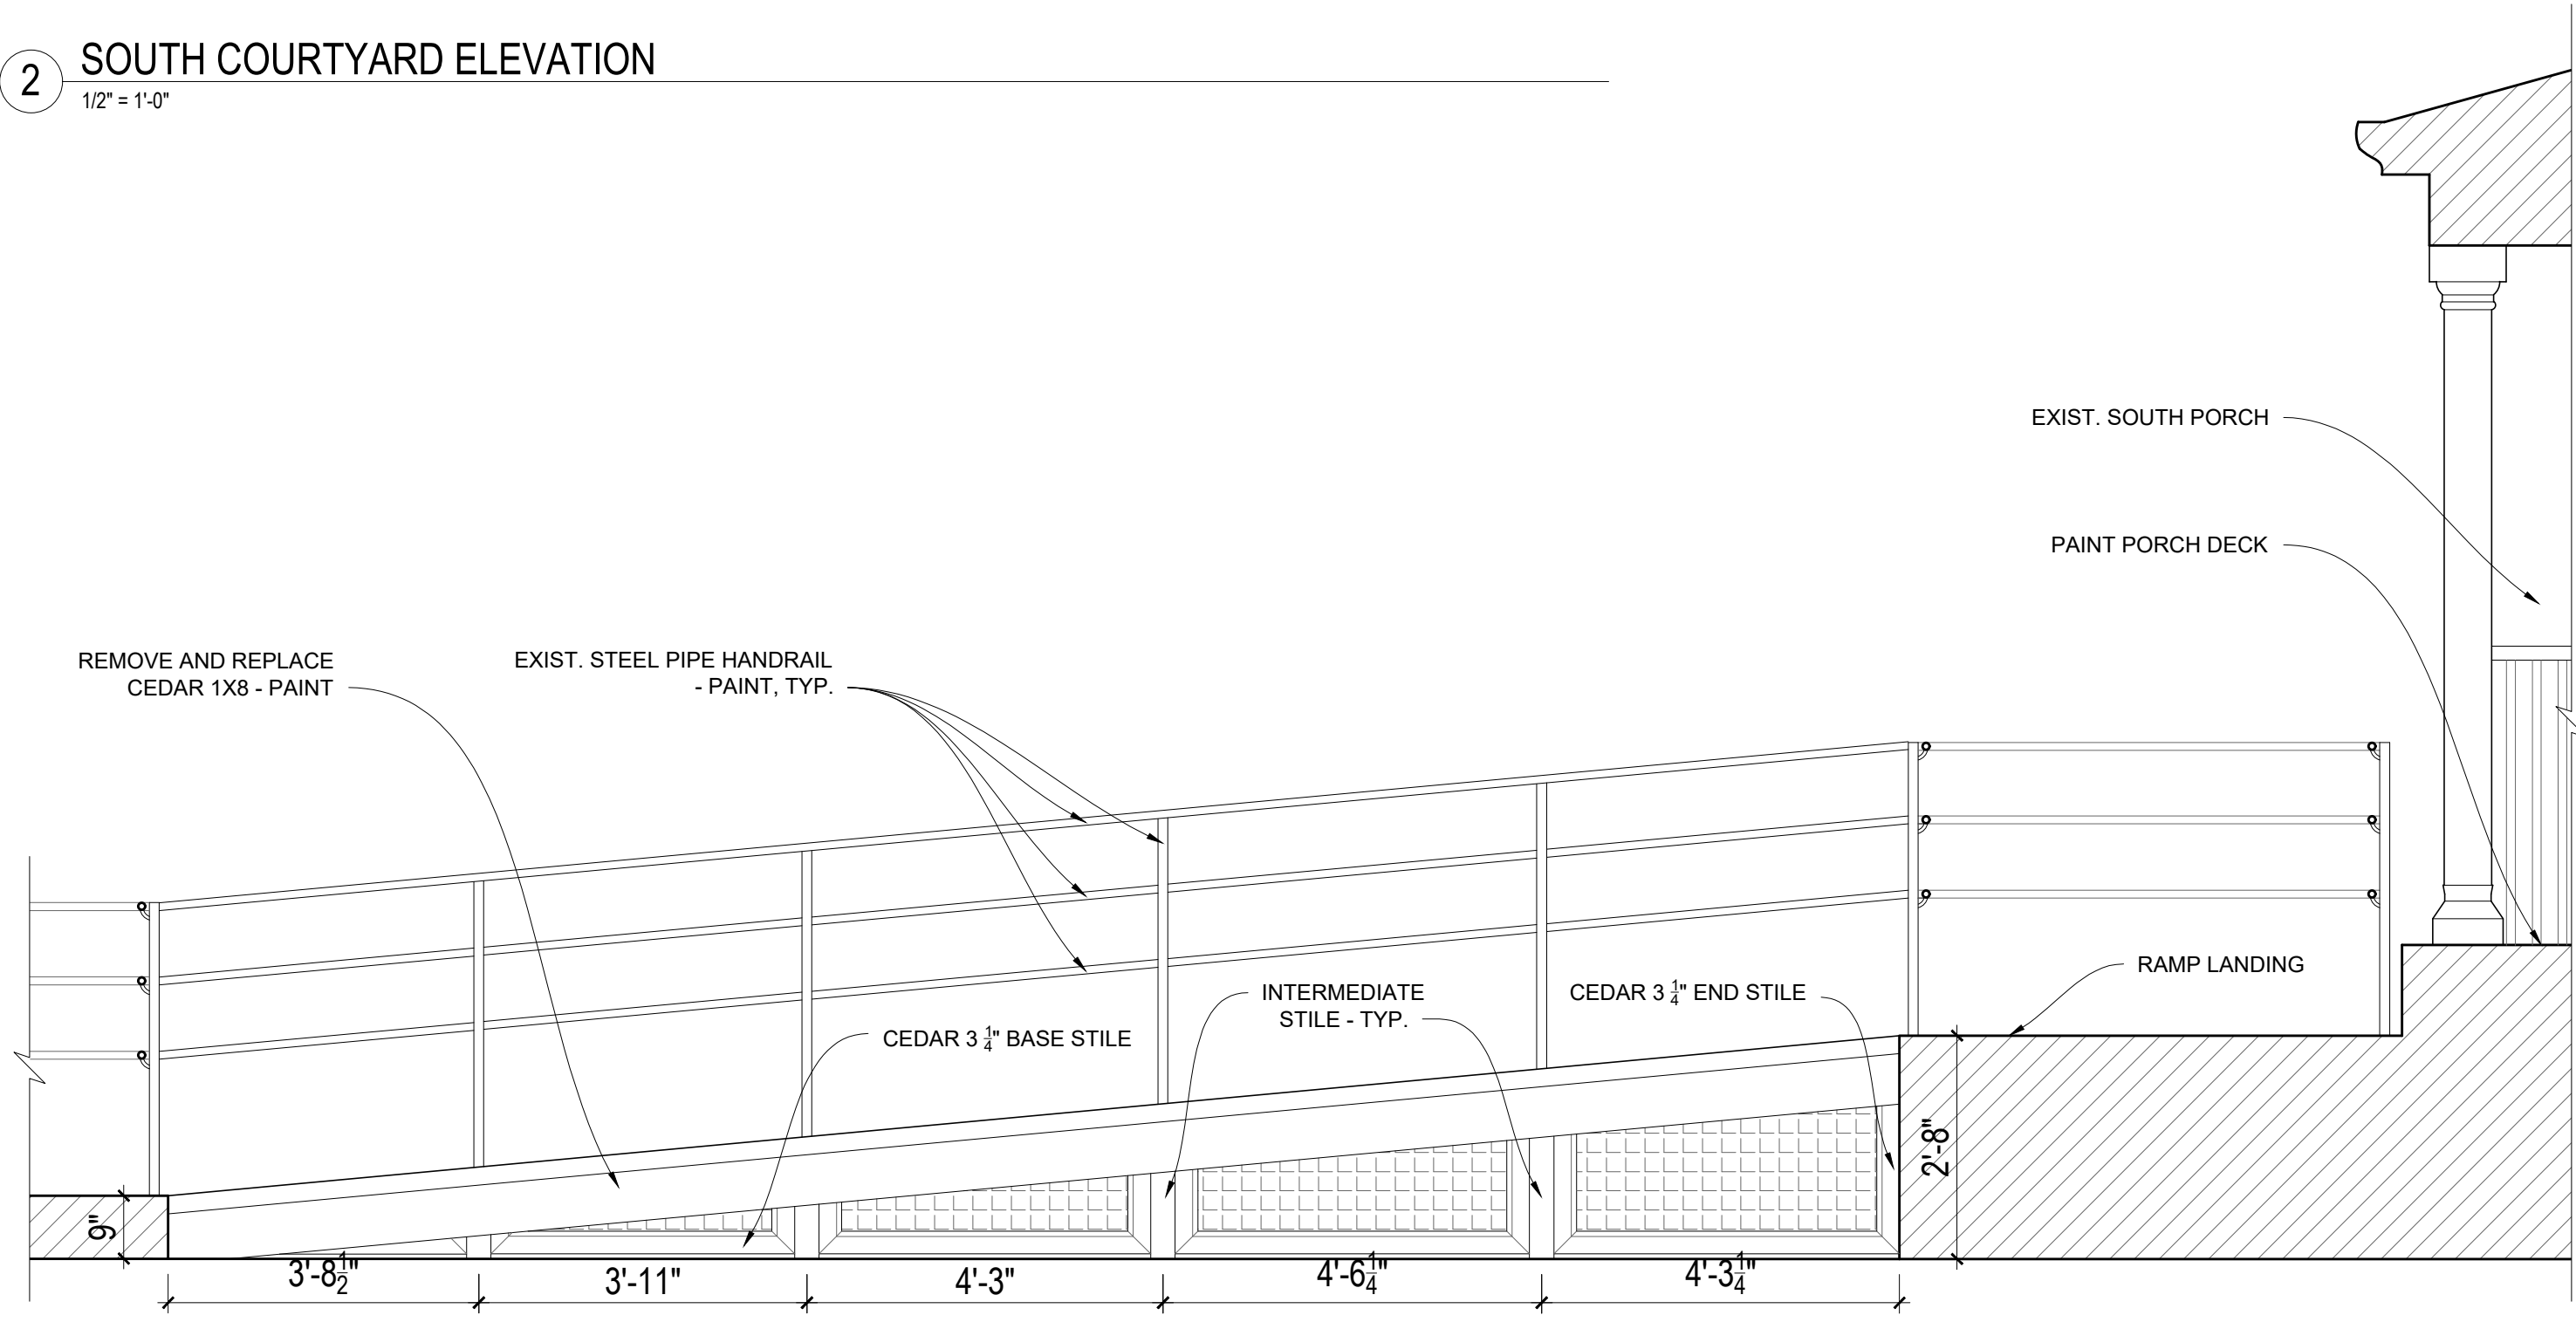 2
SOUTH COURTYARD ELEVATION
1/2" = 1'-0"
EXIST. SOUTH PORCH
PAINT PORCH DECK
REMOVE AND REPLACE
CEDAR 1X8 - PAINT
EXIST. STEEL PIPE HANDRAIL
- PAINT, TYP.
RAMP LANDING
INTERMEDIATE
STILE - TYP.
CEDAR 3 1/4" END STILE
CEDAR 3 1/4" BASE STILE
2'-8"
9"
3'-8 1/2"
3'-11"
4'-3"
4'-6 1/4"
4'-3 1/4"